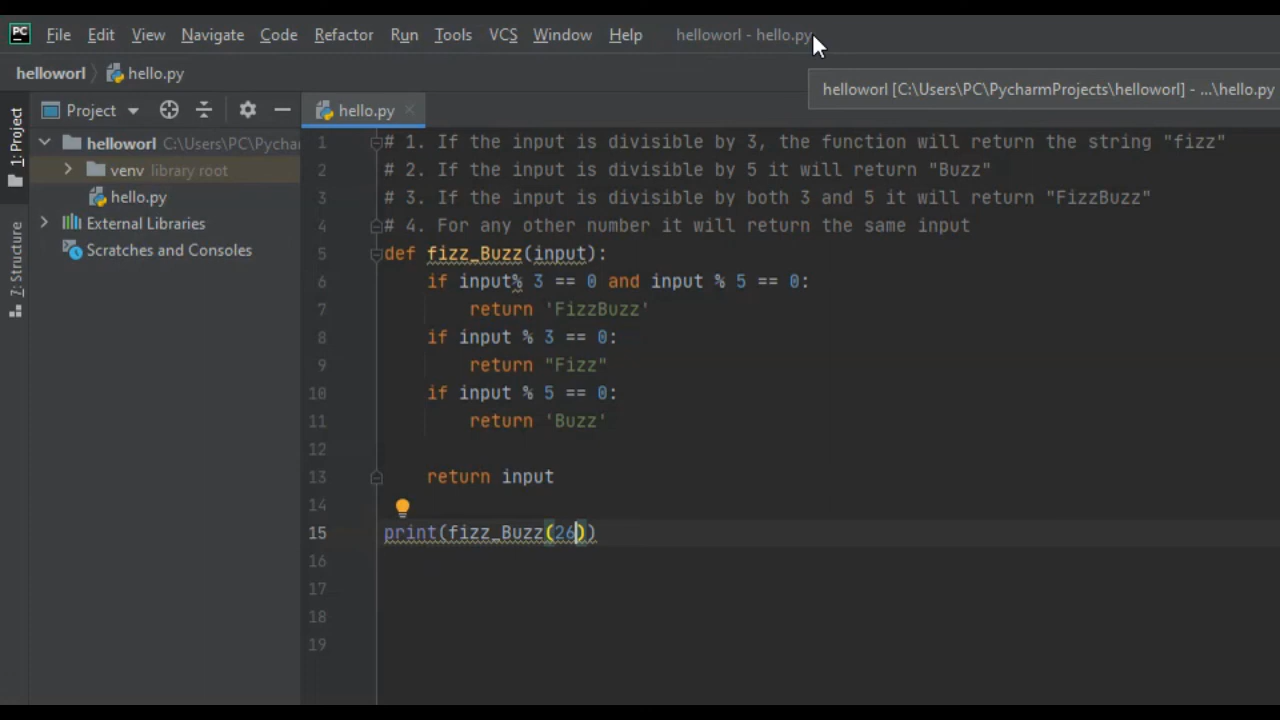 PC File Edit View Navigate Code Refactor Run Tools VCS Window Help helloworl - hello.py
helloworl hello.py
helloworl [C:\Users\PC\PycharmProjects\helloworl] - ...\hello.py
1: Project
7: Structure
Project
helloworl C:\Users\PC\Pychar
venv library root
hello.py
External Libraries
Scratches and Consoles
hello.py
1 # 1. If the input is divisible by 3, the function will return the string "fizz"
2 # 2. If the input is divisible by 5 it will return "Buzz"
3 # 3. If the input is divisible by both 3 and 5 it will return "FizzBuzz"
4 # 4. For any other number it will return the same input
5 def fizz_Buzz(input):
6     if input% 3 == 0 and input % 5 == 0:
7         return 'FizzBuzz'
8     if input % 3 == 0:
9         return "Fizz"
10     if input % 5 == 0:
11         return 'Buzz'
12
13     return input
14
15 print(fizz_Buzz(26))
16
17
18
19